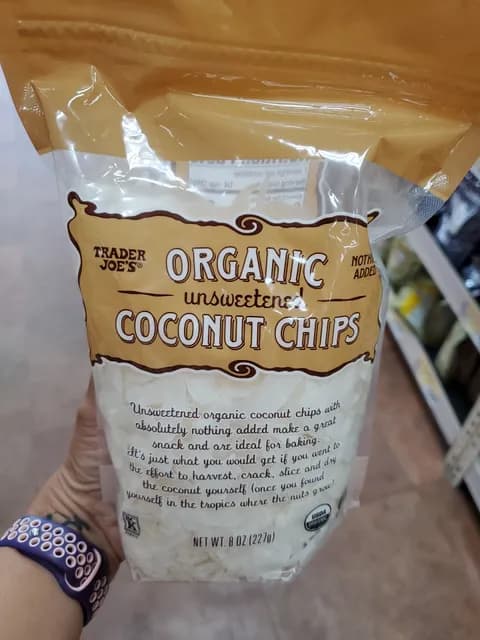 TRADER
JOE'S®
ORGANIC
ADDED
unsweetened
COCONUT CHIPS
Unsweetened organic coconut chips with
absolutely nothing added make a great
snack and are ideal for baking.
It's just what you would get if you went to
the effort to harvest, crack, slice and dry
the coconut yourself (once you found
yourself in the tropics where the nuts grow)
USDA
ORGANIC
NET WT. 8 OZ (227g)